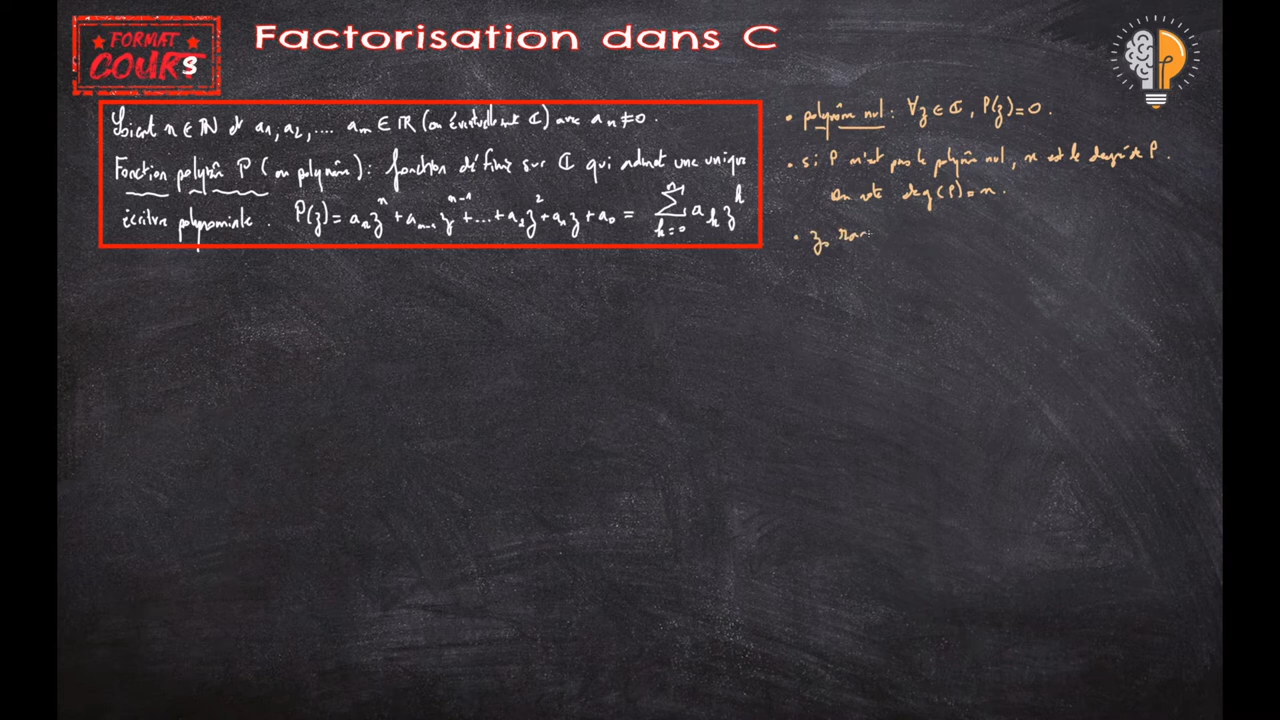 FORMAT
COURS
Factorisation dans C
Soient n ∈ ℕ et a₁, a₂, .... aₙ ∈ ℝ (ou éventuellement ℂ) avec aₙ ≠ 0.
Fonction polynôme P (ou polynôme) : fonction définie sur ℂ qui admet une unique
écriture polynomiale. P(z) = aₙzⁿ + aₙ₋₁zⁿ⁻¹ + ... + a₂z² + a₁z + a₀ = Σ aₖzᵏ
n
k=0
• polynôme nul : ∀z ∈ ℂ, P(z) = 0.
• si P n'est pas le polynôme nul, n est le degré de P.
On note deg(P) = n.
• z₀ rac